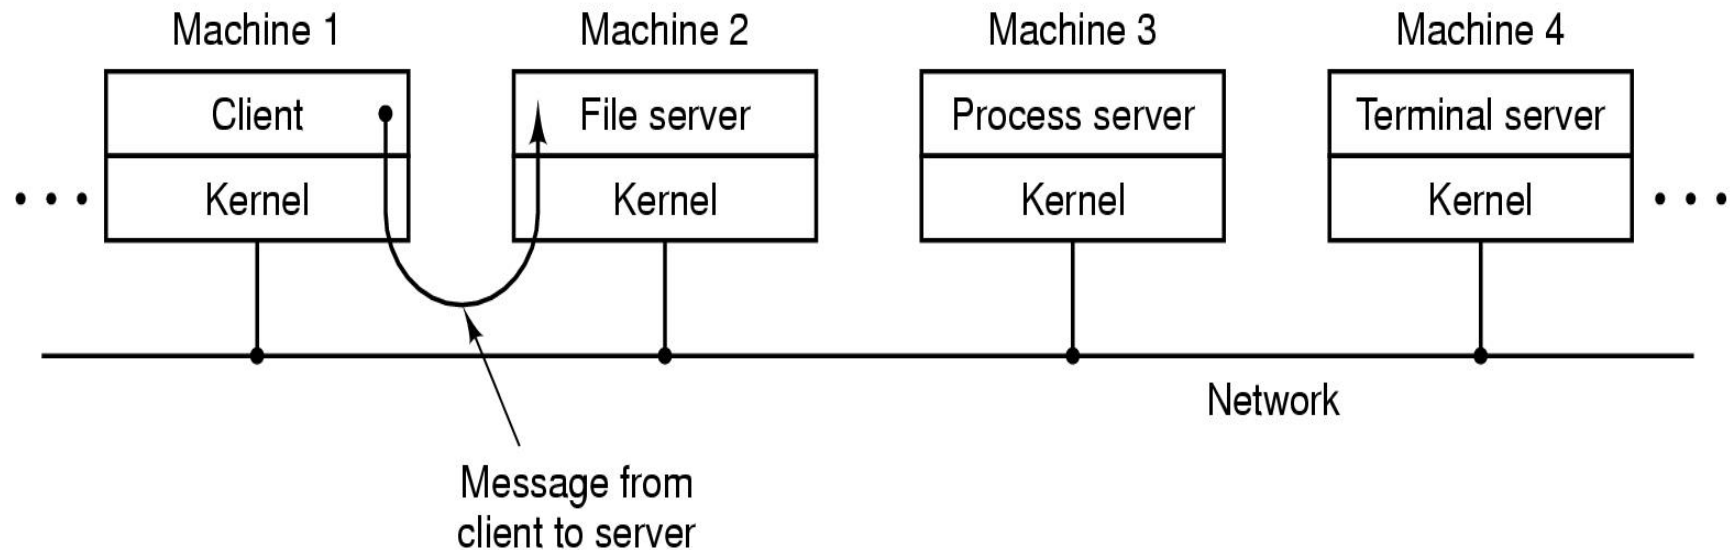 Machine 1
Machine 2
Machine 3
Machine 4
Client
File server
Process server
Terminal server
Kernel
Kernel
Kernel
Kernel
Network
Message from
client to server